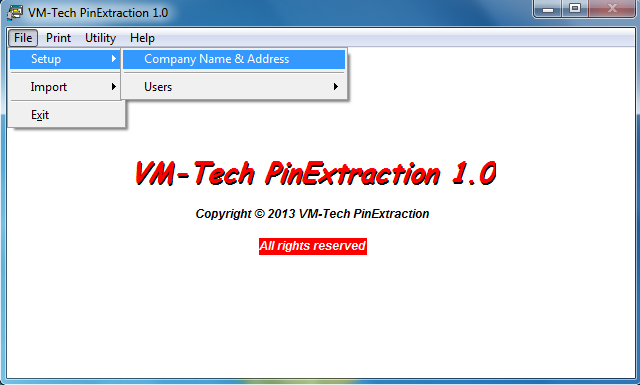 VM-Tech PinExtraction 1.0
File Print Utility Help
Setup Company Name & Address
Import Users
Exit
VM-Tech PinExtraction 1.0
Copyright © 2013 VM-Tech PinExtraction
All rights reserved